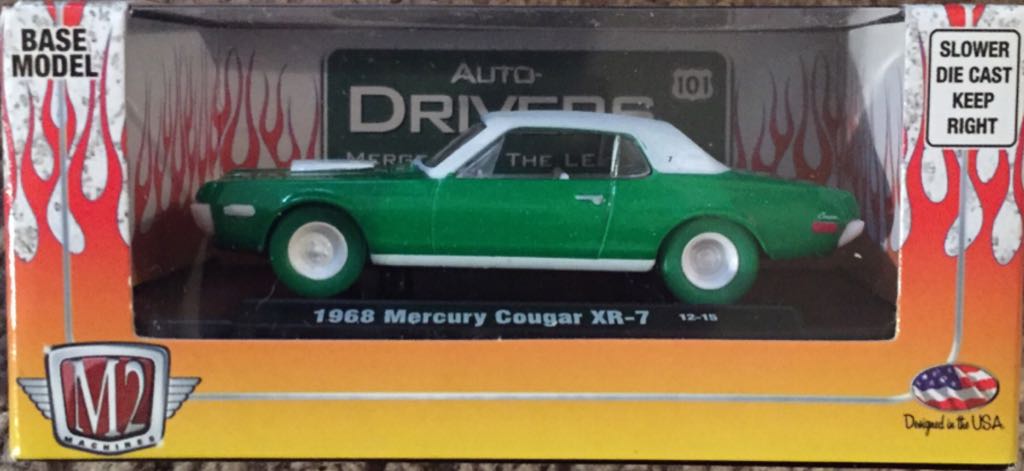 BASE
MODEL
SLOWER
DIE CAST
KEEP
RIGHT
AUTO-
DRIVERS
101
THE
1968 Mercury Cougar XR-7 12-15
M2
MACHINES
Designed in the USA